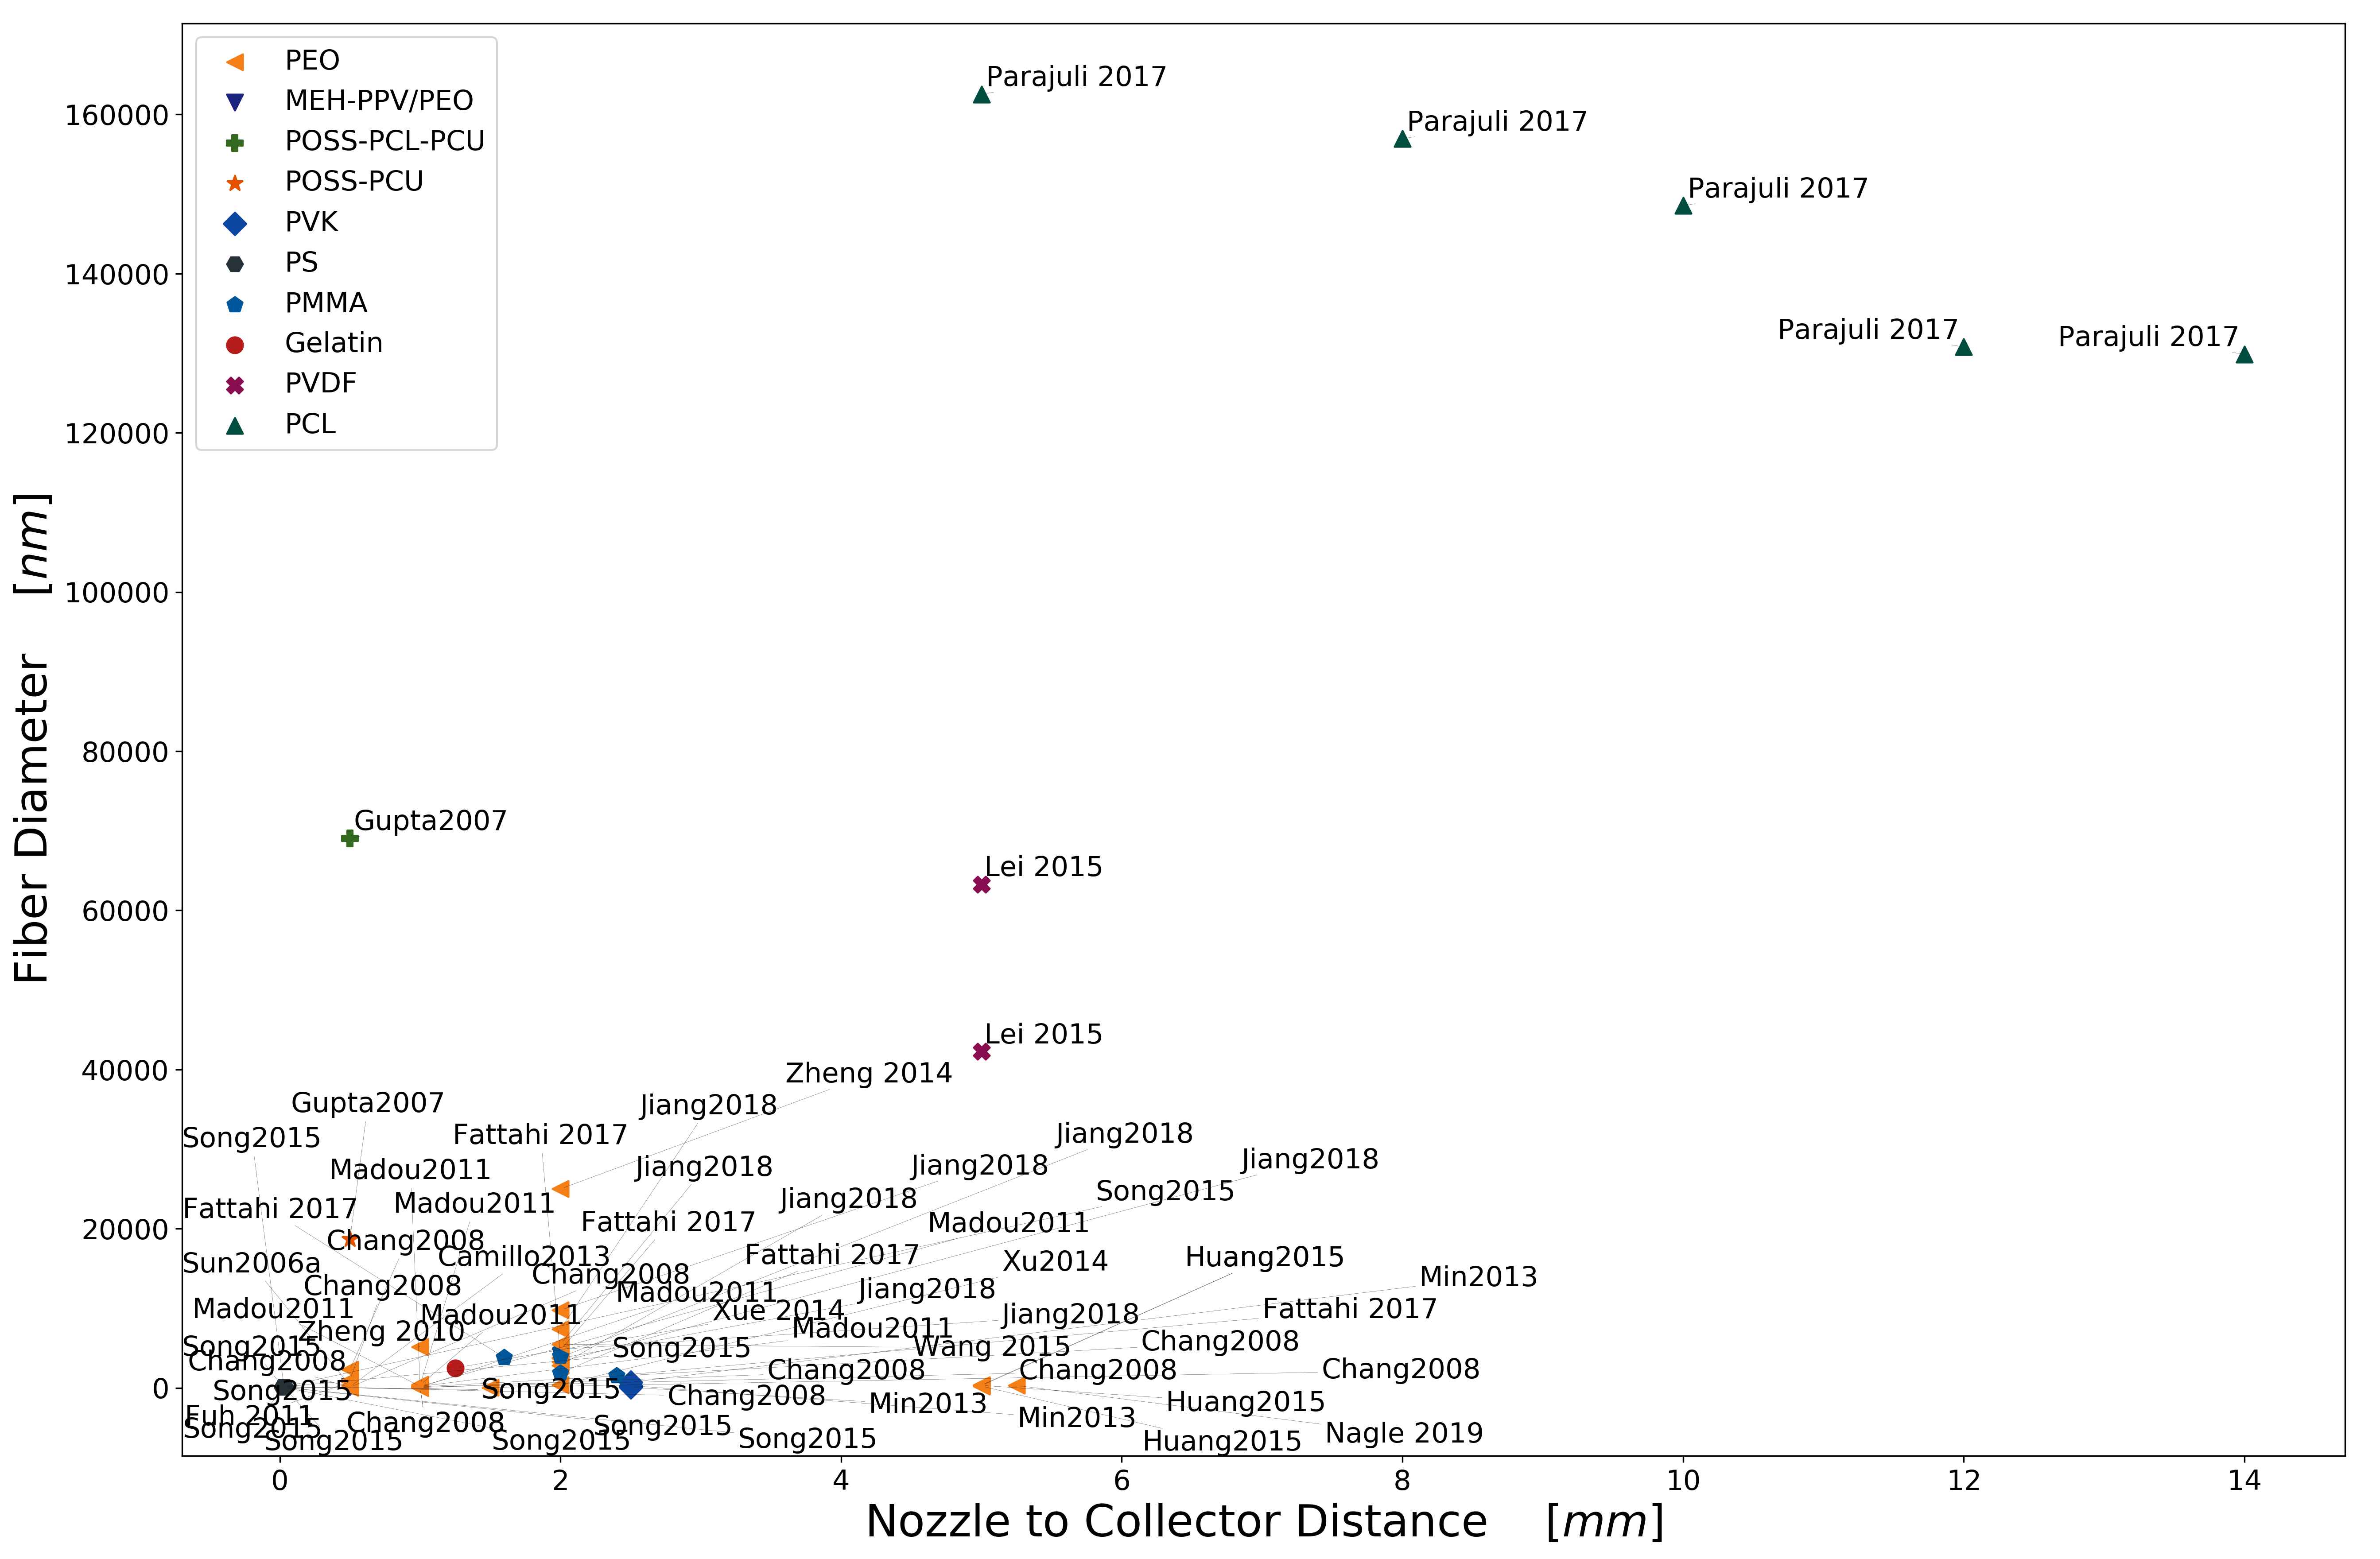 PEO
MEH-PPV/PEO
POSS-PCL-PCU
POSS-PCU
PVK
PS
PMMA
Gelatin
PVDF
PCL
Parajuli 2017
Parajuli 2017
Parajuli 2017
Parajuli 2017
Parajuli 2017
Gupta2007
Lei 2015
Lei 2015
Zheng 2014
Gupta2007
Jiang2018
Song2015
Fattahi 2017
Jiang2018
Madou2011
Jiang2018
Jiang2018
Jiang2018
Madou2011
Jiang2018
Song2015
Fattahi 2017
Fattahi 2017
Madou2011
Chang2008
Camillo2013
Fattahi 2017
Xu2014
Huang2015
Sun2006a
Chang2008
Chang2008
Madou2011
Jiang2018
Min2013
Madou2011
Madou2011
Xue 2014
Jiang2018
Fattahi 2017
Zheng 2010
Madou2011
Song2015
Song2015
Wang 2015
Chang2008
Chang2008
Chang2008
Chang2008
Chang2008
Song2015
Song2015
Chang2008
Min2013
Huang2015
Fuh 2011
Song2015
Chang2008
Song2015
Min2013
Nagle 2019
Song2015
Song2015
Song2015
Huang2015
160000
140000
120000
100000
80000
60000
40000
20000
0
0 2 4 6 8 10 12 14
Fiber Diameter [nm]
Nozzle to Collector Distance [mm]